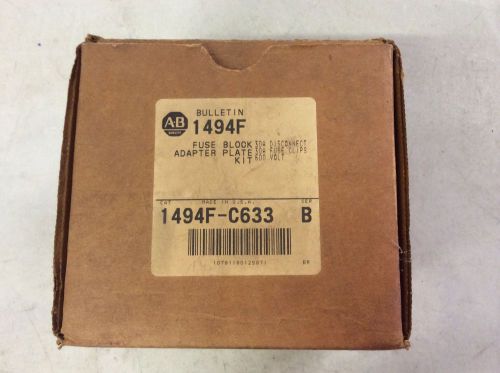 A-B
QUALITY
BULLETIN
1494F
FUSE BLOCK 30A DISCONNECT
ADAPTER PLATE 30A FUSE CLIPS
KIT 600 VOLT
CAT MADE IN U.S.A. SER
1494F-C633 B